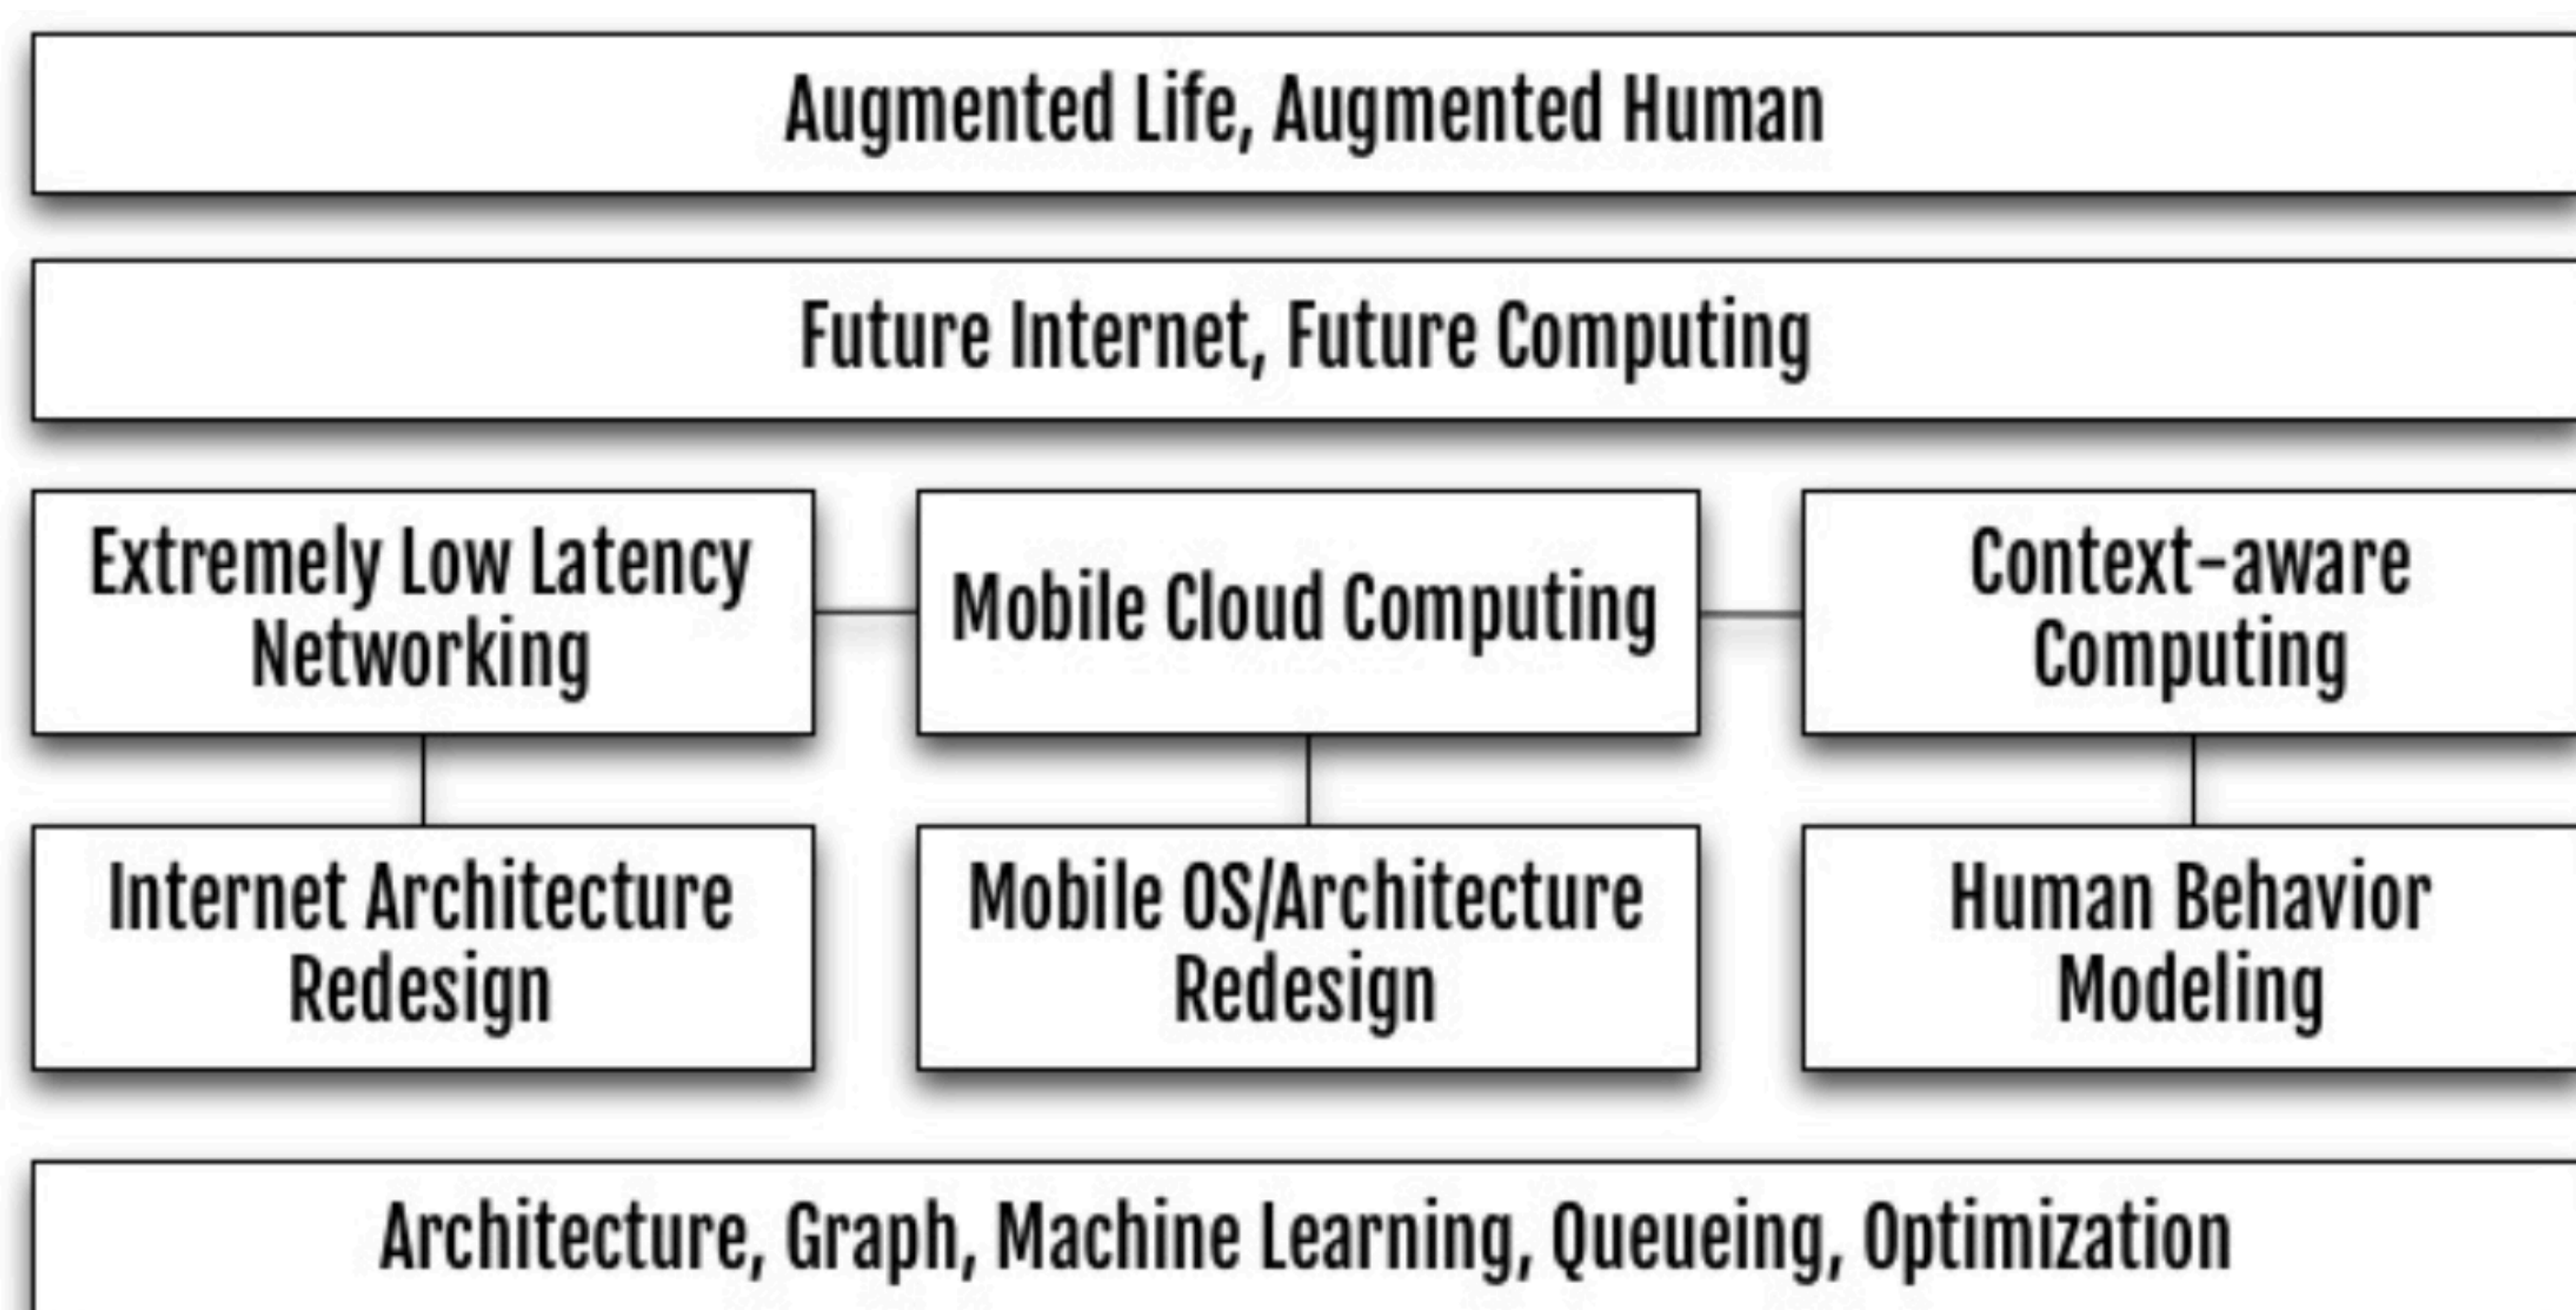 Augmented Life, Augmented Human
Future Internet, Future Computing
Extremely Low Latency
Networking
Mobile Cloud Computing
Context-aware
Computing
Internet Architecture
Redesign
Mobile OS/Architecture
Redesign
Human Behavior
Modeling
Architecture, Graph, Machine Learning, Queueing, Optimization